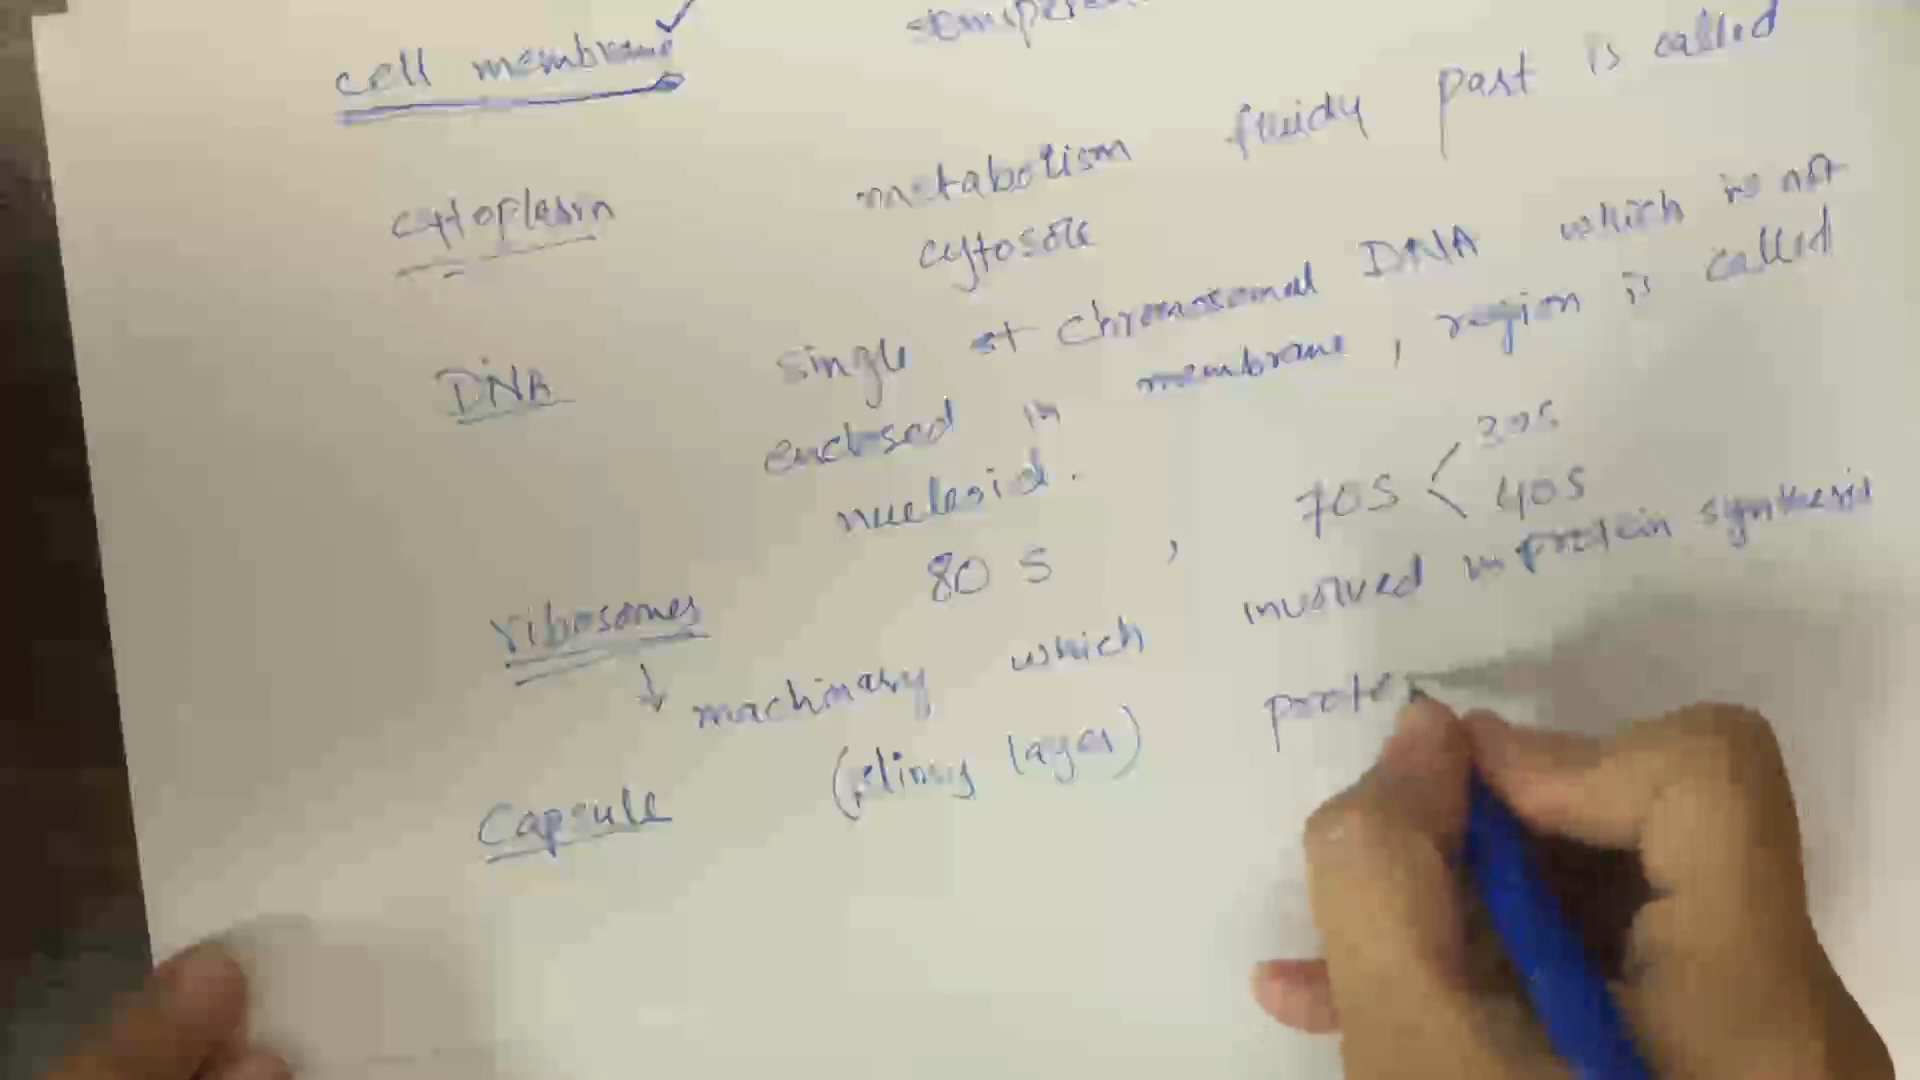 cell membrane
cytoplasm metabolism fluidy part is called
cytosole
DNA single st chromosomal DNA which is not
enclosed in membrane, region is called
nucleoid.
ribosomes 80 S , 70S < 30S
40S
↓ machinary which involved in protein synthesis
Capsule (slimy layer) prote